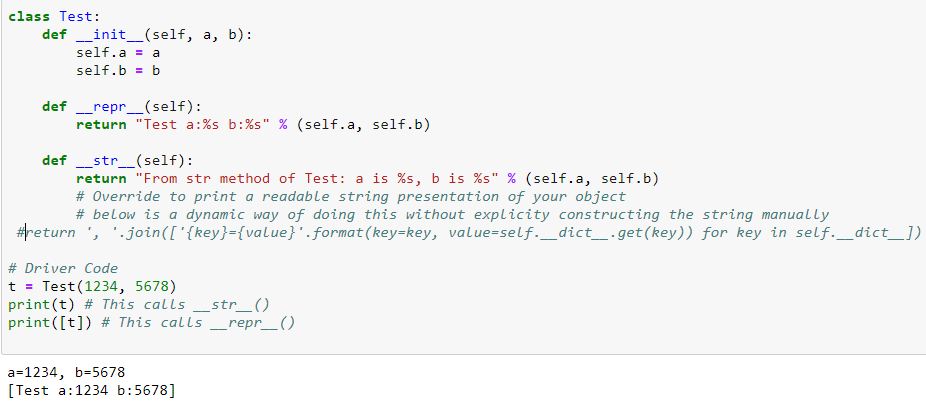 class Test:
    def __init__(self, a, b):
        self.a = a
        self.b = b

    def __repr__(self):
        return "Test a:%s b:%s" % (self.a, self.b)

    def __str__(self):
        return "From str method of Test: a is %s, b is %s" % (self.a, self.b)
        # Override to print a readable string presentation of your object
        # below is a dynamic way of doing this without explicity constructing the string manually
 #return ', '.join(['{key}={value}'.format(key=key, value=self.__dict__.get(key)) for key in self.__dict__])

# Driver Code
t = Test(1234, 5678)
print(t) # This calls __str__()
print([t]) # This calls __repr__()

a=1234, b=5678
[Test a:1234 b:5678]